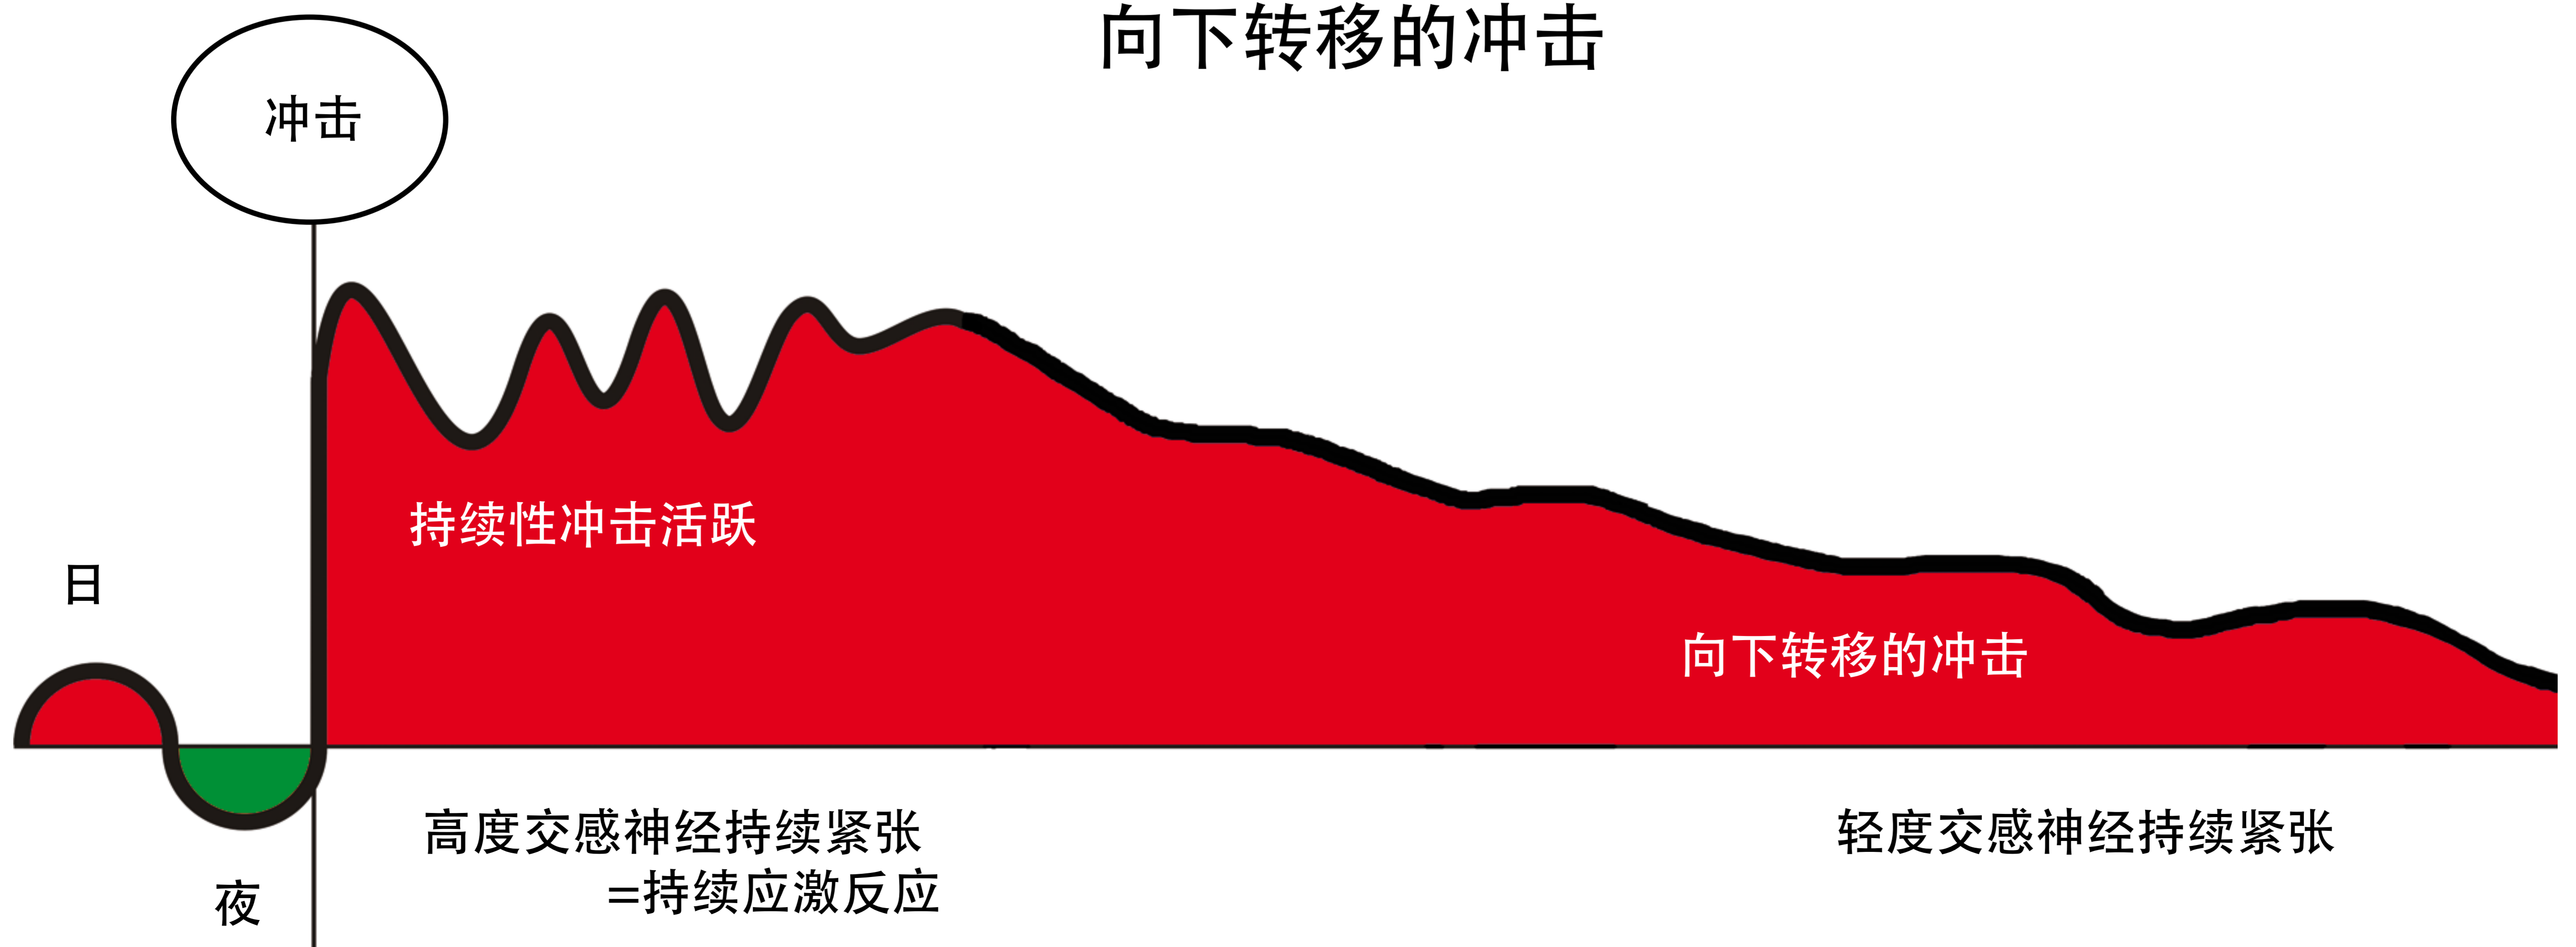 向下转移的冲击
冲击
持续性冲击活跃
日
向下转移的冲击
高度交感神经持续紧张
=持续应激反应
轻度交感神经持续紧张
夜